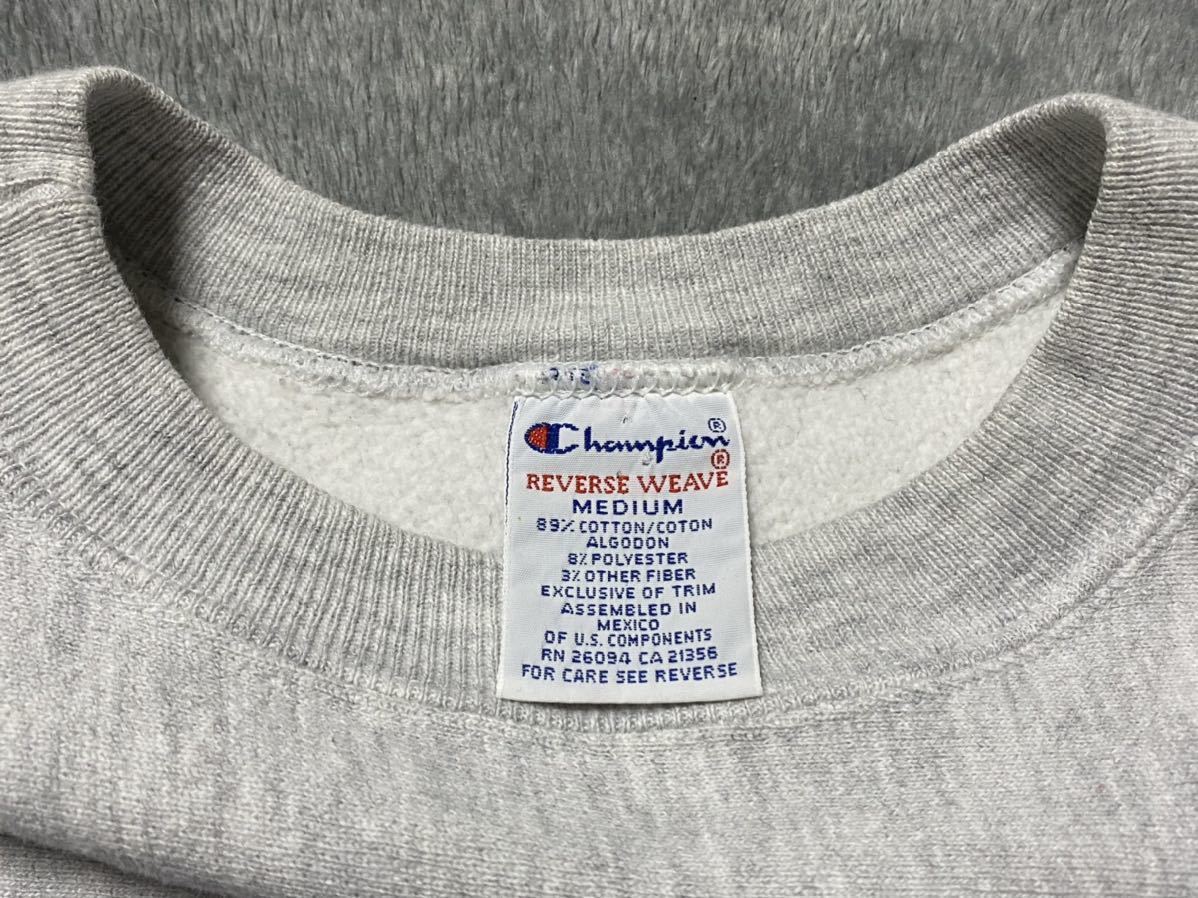 Champion®
REVERSE WEAVE®
MEDIUM
89% COTTON/COTON
ALGODON
8% POLYESTER
3% OTHER FIBER
EXCLUSIVE OF TRIM
ASSEMBLED IN
MEXICO
OF U.S. COMPONENTS
RN 26094 CA 21356
FOR CARE SEE REVERSE